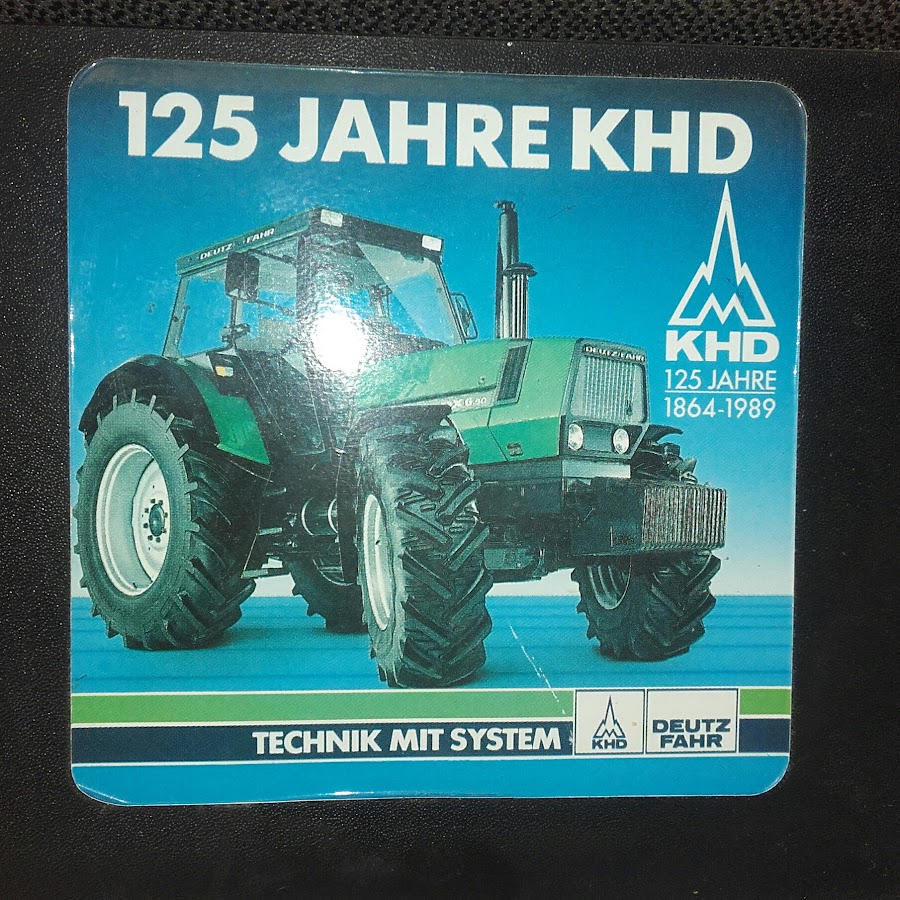 125 JAHRE KHD
DEUTZ FAHR
DEUTZ FAHR
KHD
125 JAHRE
1864-1989
TECHNIK MIT SYSTEM
KHD
DEUTZ
FAHR